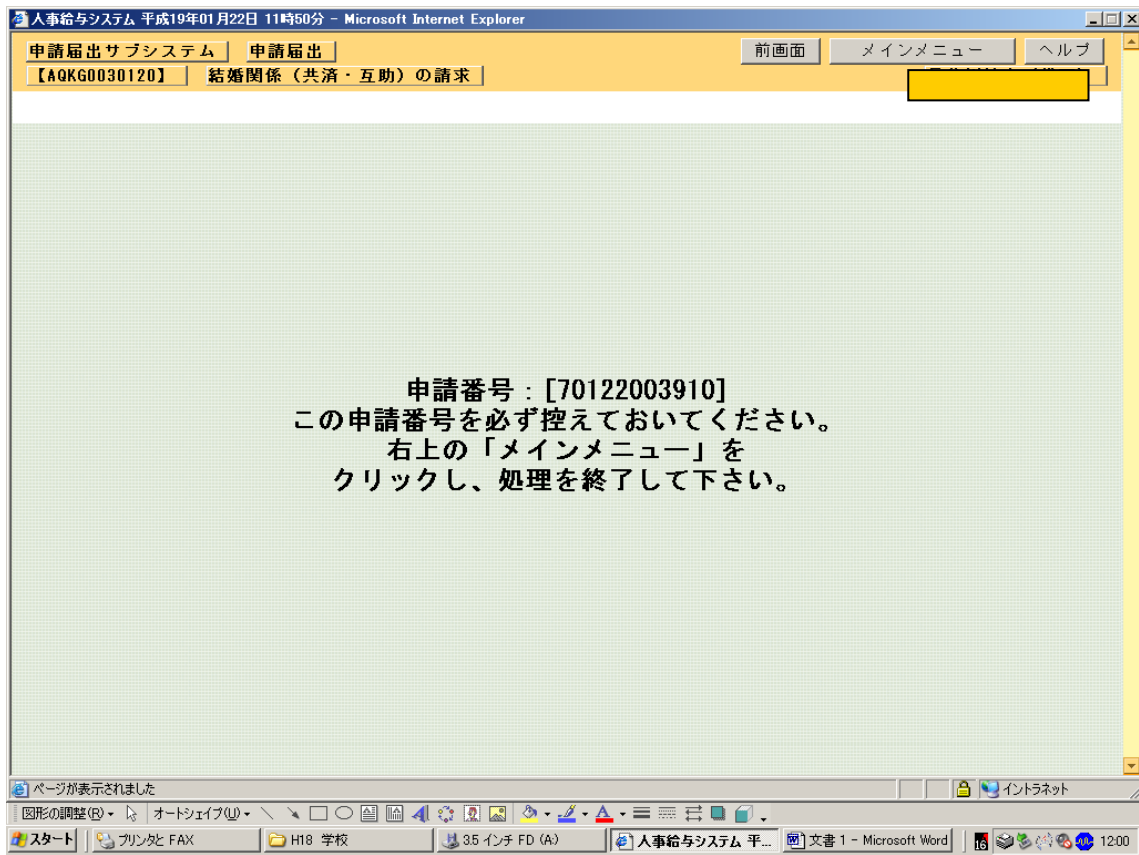 人事給与システム 平成19年01月22日 11時50分 - Microsoft Internet Explorer
申請届出サブシステム 申請届出 前画面 メインメニュー ヘルプ
【AQKG0030120】 結婚関係（共済・互助）の請求
申請番号：[70122003910]
この申請番号を必ず控えておいてください。
右上の「メインメニュー」を
クリックし、処理を終了して下さい。
ページが表示されました イントラネット
図形の調整(R) オートシェイプ(U)
スタート プリンタと FAX H18 学校 3.5 インチ FD (A:) 人事給与システム 平... 文書 1 - Microsoft Word 16 12:00